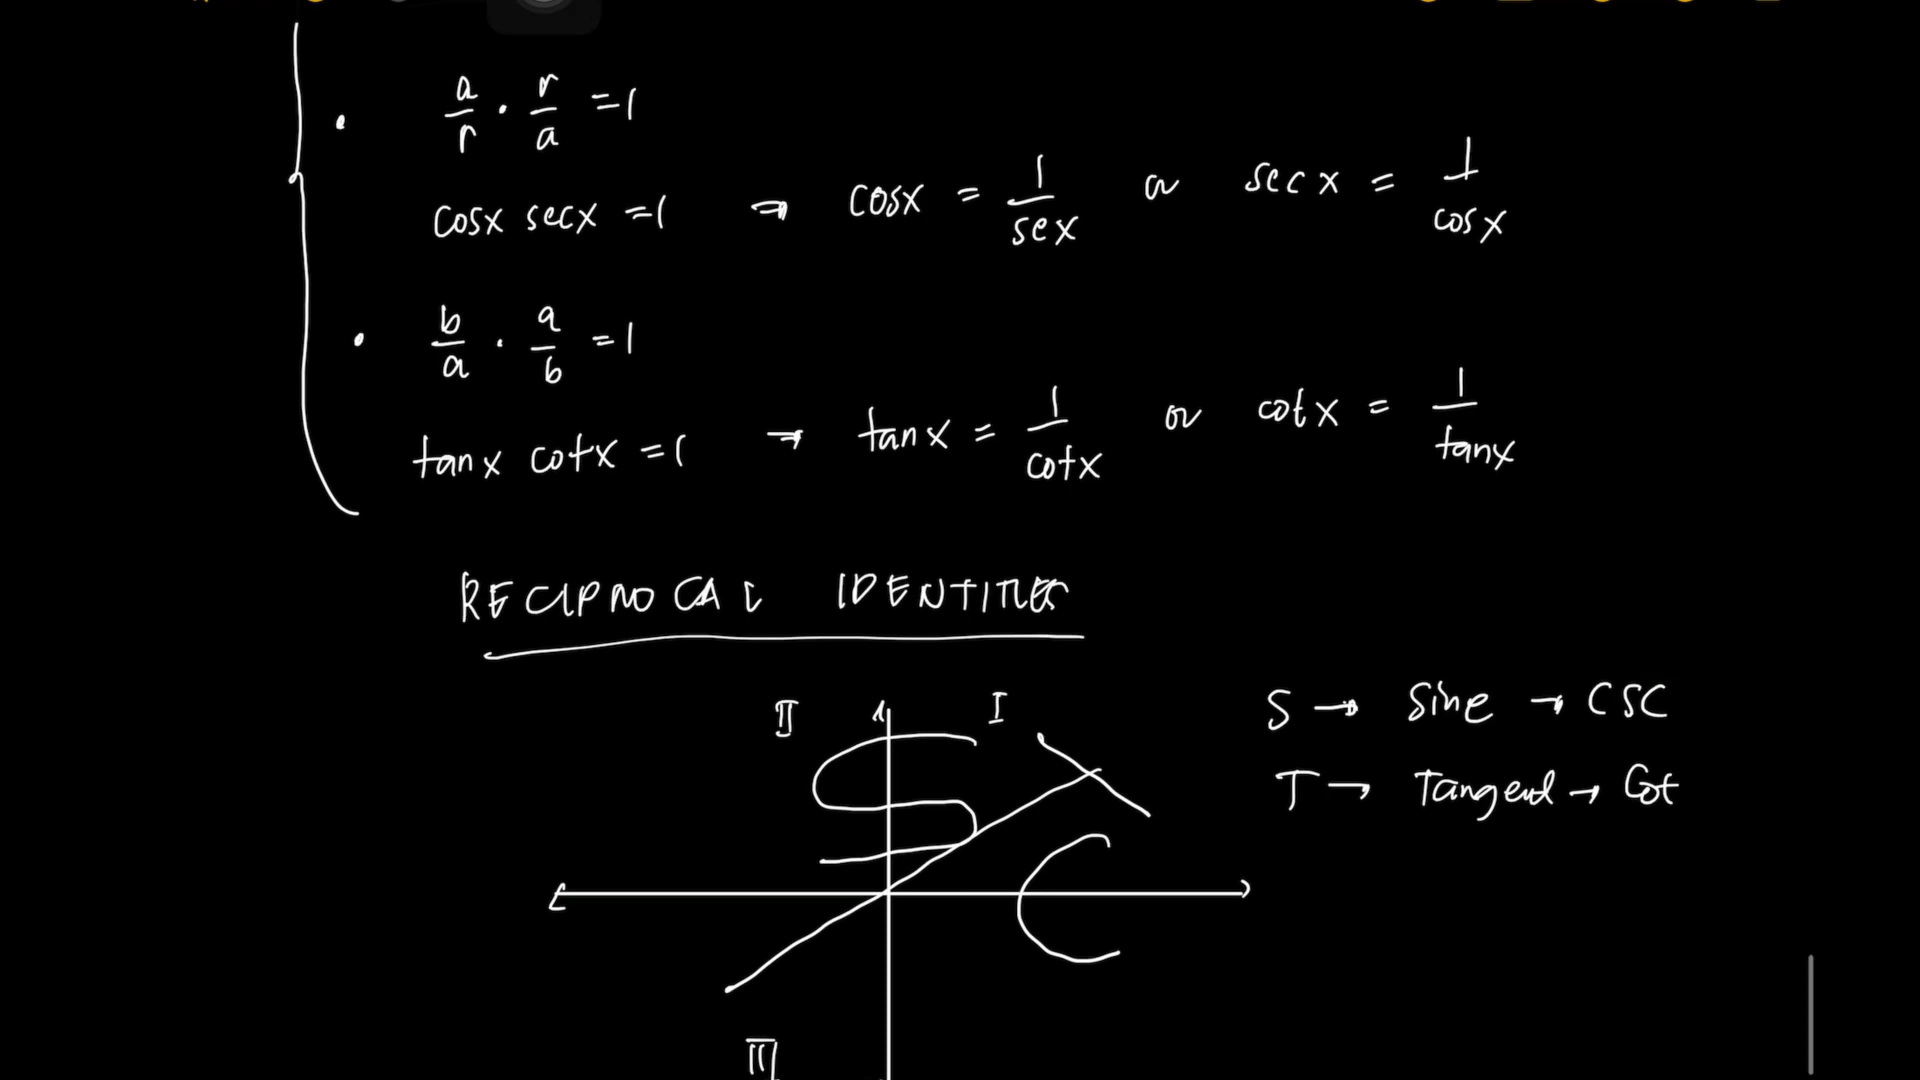 a/r · r/a = 1
cosx secx = 1 → cosx = 1/sex or secx = 1/cosx
b/a · a/b = 1
tanx cotx = 1 → tanx = 1/cotx or cotx = 1/tanx
RECIPROCAL IDENTITIES
II I
S → Sine → CSC
T → Tangent → Cot
S
T
C
III